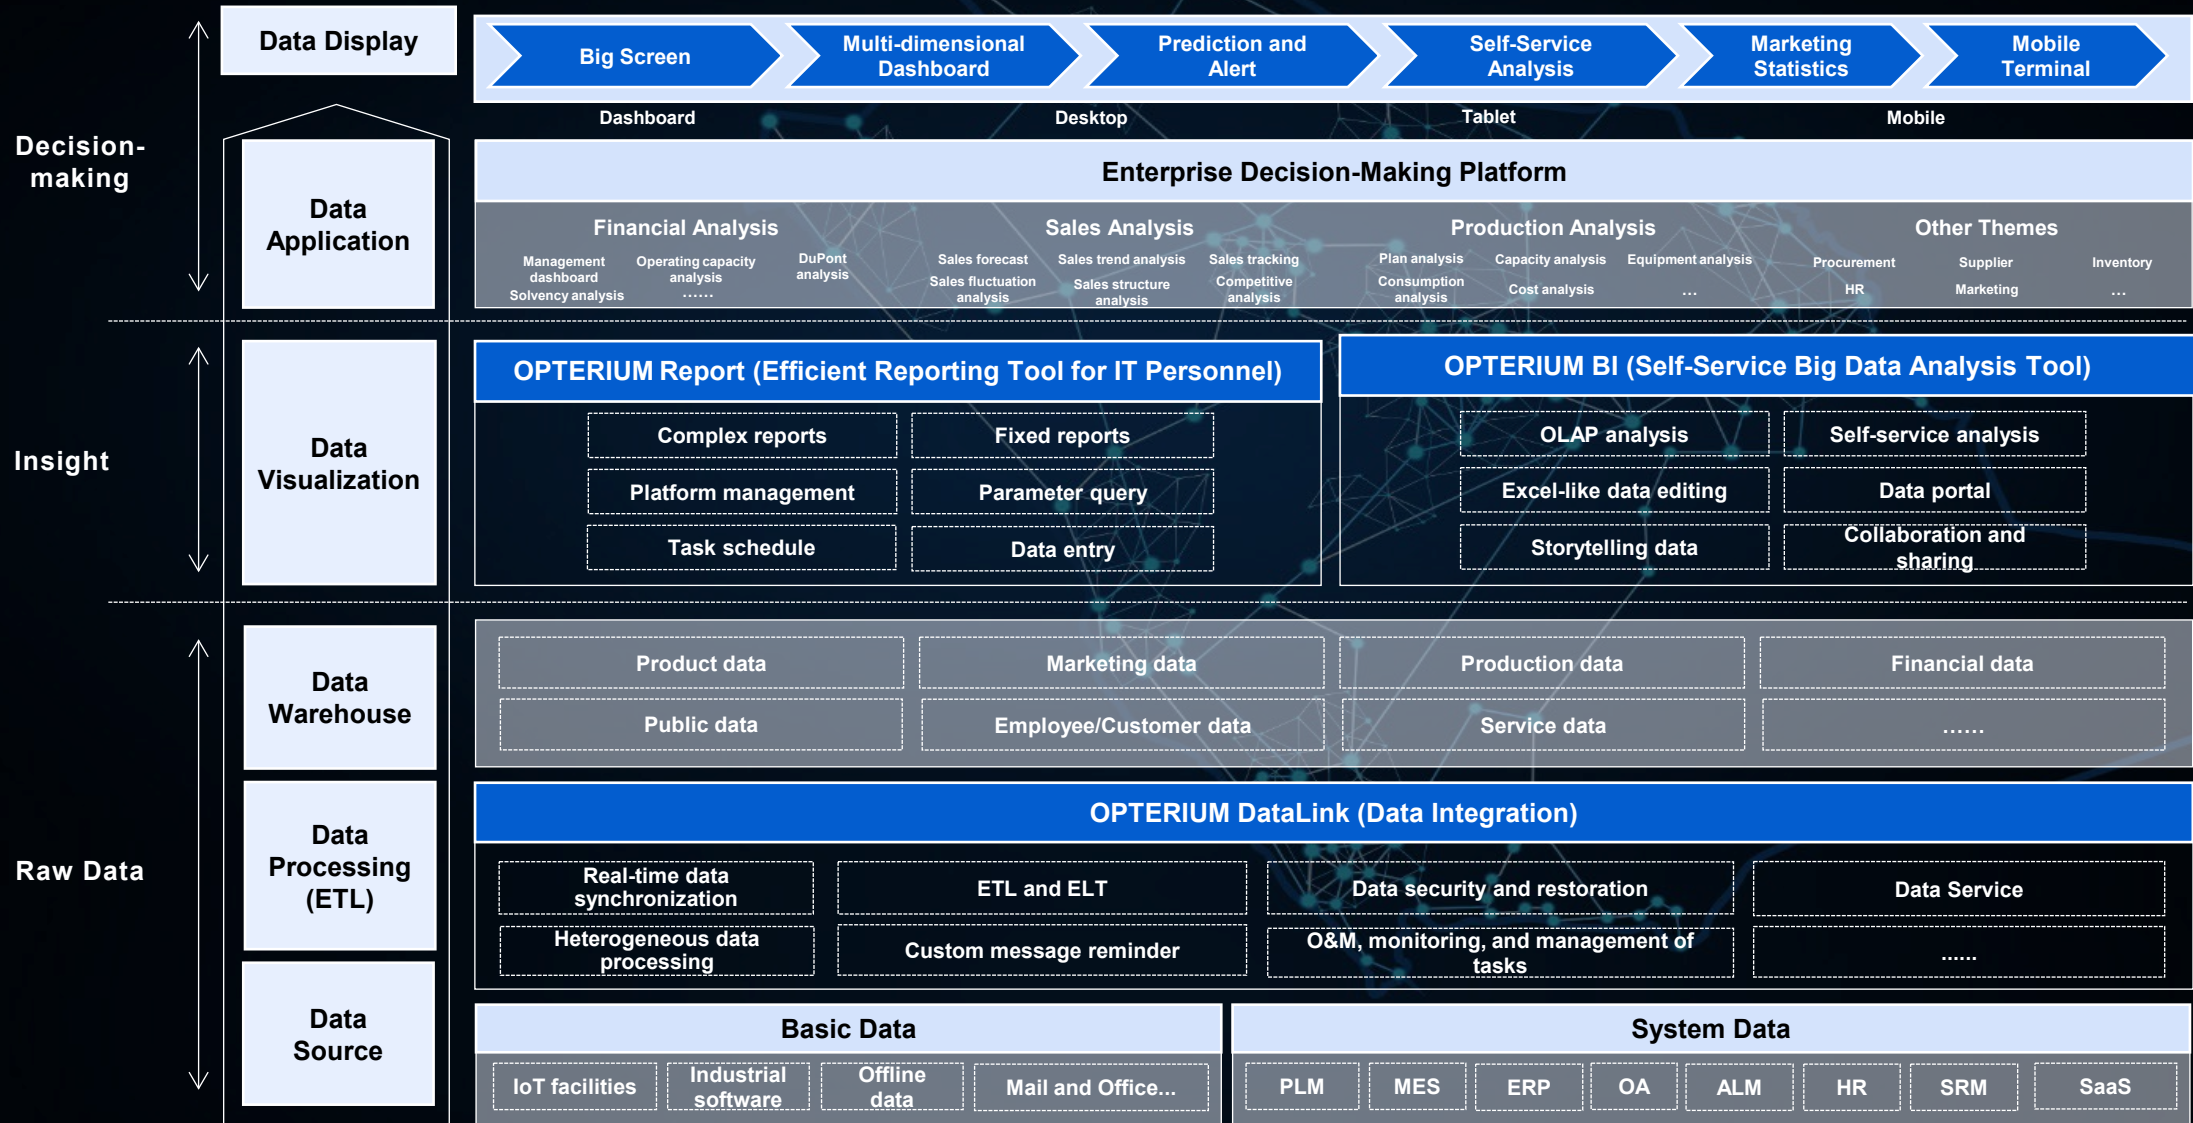 Data Display
Big Screen
Multi-dimensional
Dashboard
Prediction and
Alert
Self-Service
Analysis
Marketing
Statistics
Mobile
Terminal
Dashboard
Desktop
Tablet
Mobile
Decision-
making
Data
Application
Enterprise Decision-Making Platform
Financial Analysis
Management
dashboard
Operating capacity
analysis
DuPont
analysis
Solvency analysis
......
Sales Analysis
Sales forecast
Sales trend analysis
Sales tracking
Sales fluctuation
analysis
Sales structure
analysis
Competitive
analysis
Production Analysis
Plan analysis
Capacity analysis
Equipment analysis
Consumption
analysis
Cost analysis
...
Other Themes
Procurement
Supplier
Inventory
HR
Marketing
...
Insight
Data
Visualization
OPTERIUM Report (Efficient Reporting Tool for IT Personnel)
Complex reports
Fixed reports
Platform management
Parameter query
Task schedule
Data entry
OPTERIUM BI (Self-Service Big Data Analysis Tool)
OLAP analysis
Self-service analysis
Excel-like data editing
Data portal
Storytelling data
Collaboration and
sharing
Raw Data
Data
Warehouse
Product data
Marketing data
Production data
Financial data
Public data
Employee/Customer data
Service data
......
Data
Processing
(ETL)
OPTERIUM DataLink (Data Integration)
Real-time data
synchronization
ETL and ELT
Data security and restoration
Data Service
Heterogeneous data
processing
Custom message reminder
O&M, monitoring, and management of
tasks
......
Data
Source
Basic Data
IoT facilities
Industrial
software
Offline
data
Mail and Office...
System Data
PLM
MES
ERP
OA
ALM
HR
SRM
SaaS